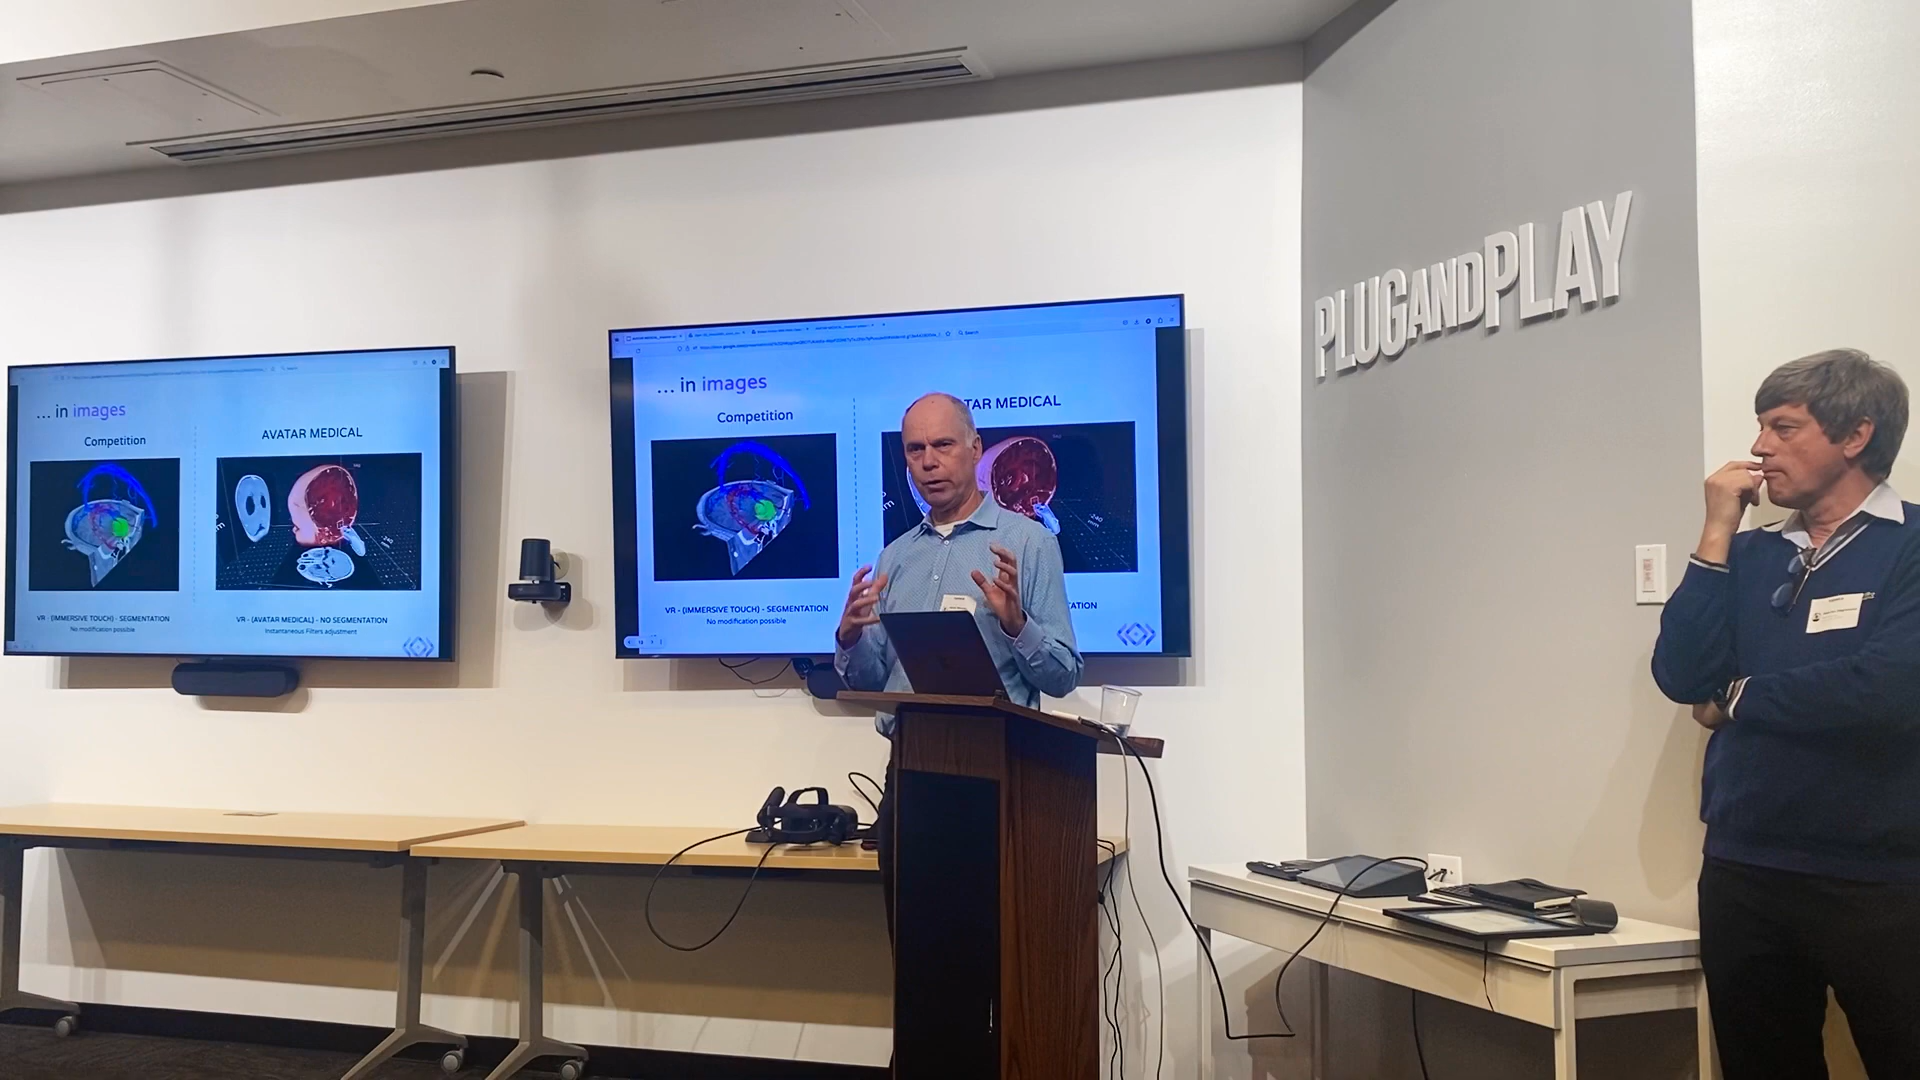 ... in images
Competition
AVATAR MEDICAL
VR - (IMMERSIVE TOUCH) - SEGMENTATION
No modification possible
VR - (AVATAR MEDICAL) - NO SEGMENTATION
Instantaneous Filters adjustment
... in images
Competition
TAR MEDICAL
VR - (IMMERSIVE TOUCH) - SEGMENTATION
No modification possible
TATION
PLUGANDPLAY